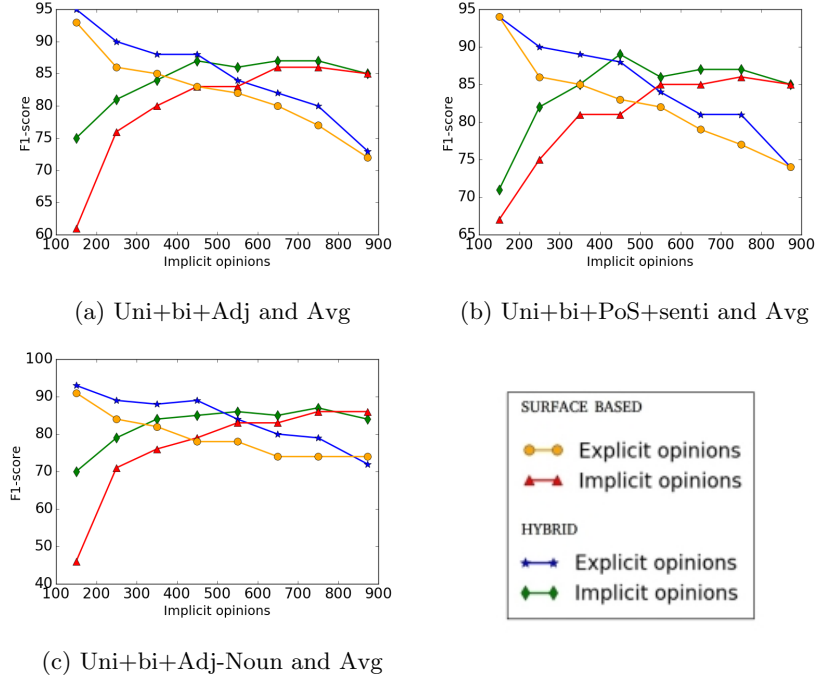 95
90
85
80
75
70
65
60
F1-score
100 200 300 400 500 600 700 800 900
Implicit opinions
(a) Uni+bi+Adj and Avg
95
90
85
80
75
70
65
F1-score
100 200 300 400 500 600 700 800 900
Implicit opinions
(b) Uni+bi+PoS+senti and Avg
100
90
80
70
60
50
40
F1-score
100 200 300 400 500 600 700 800 900
Implicit opinions
(c) Uni+bi+Adj-Noun and Avg
SURFACE BASED
Explicit opinions
Implicit opinions
HYBRID
Explicit opinions
Implicit opinions